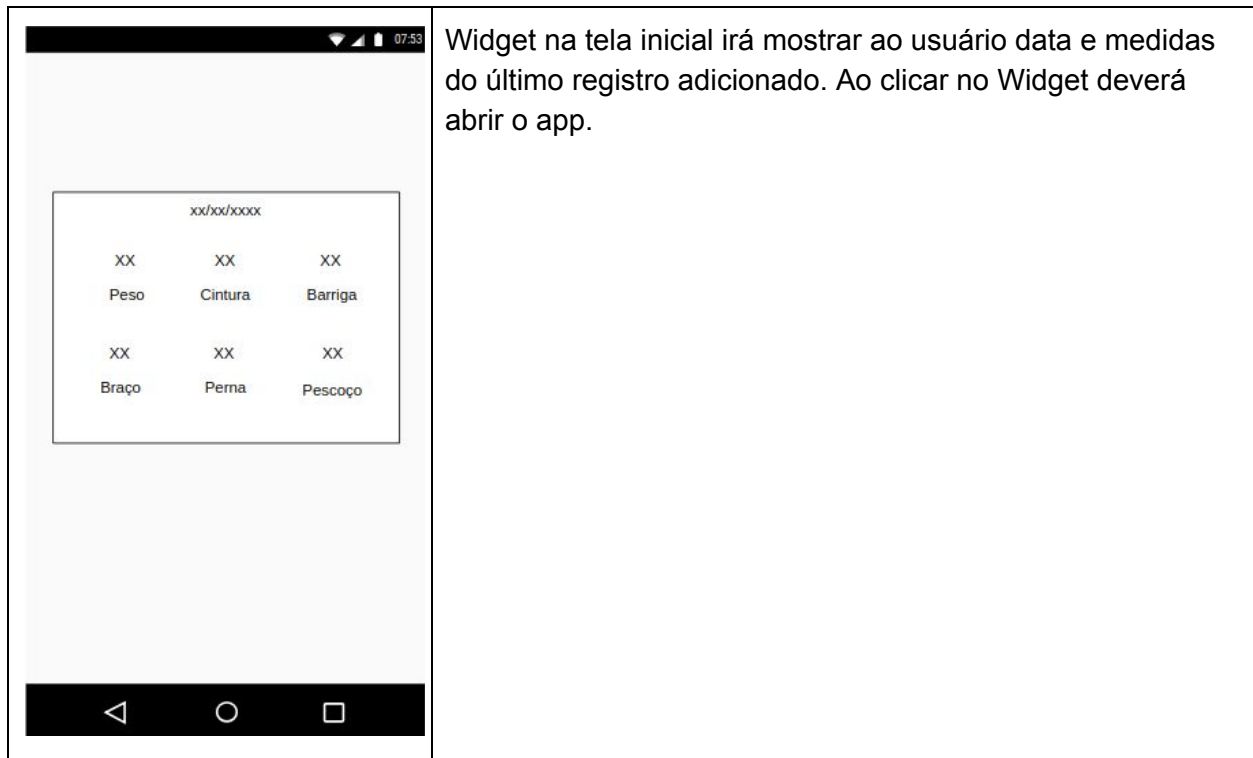 07:53
xx/xx/xxxx
XX XX XX
Peso Cintura Barriga
XX XX XX
Braço Perna Pescoço
Widget na tela inicial irá mostrar ao usuário data e medidas
do último registro adicionado. Ao clicar no Widget deverá
abrir o app.